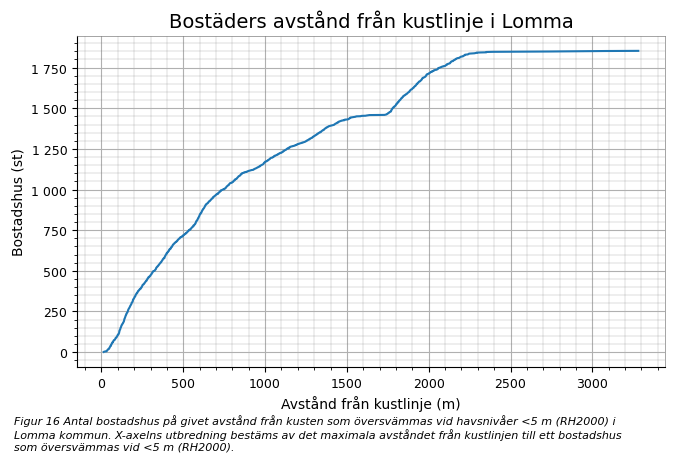 Bostäders avstånd från kustlinje i Lomma
Bostadshus (st)
1 750
1 500
1 250
1 000
750
500
250
0
0 500 1000 1500 2000 2500 3000
Avstånd från kustlinje (m)
Figur 16 Antal bostadshus på givet avstånd från kusten som översvämmas vid havsnivåer <5 m (RH2000) i
Lomma kommun. X-axelns utbredning bestäms av det maximala avståndet från kustlinjen till ett bostadshus
som översvämmas vid <5 m (RH2000).